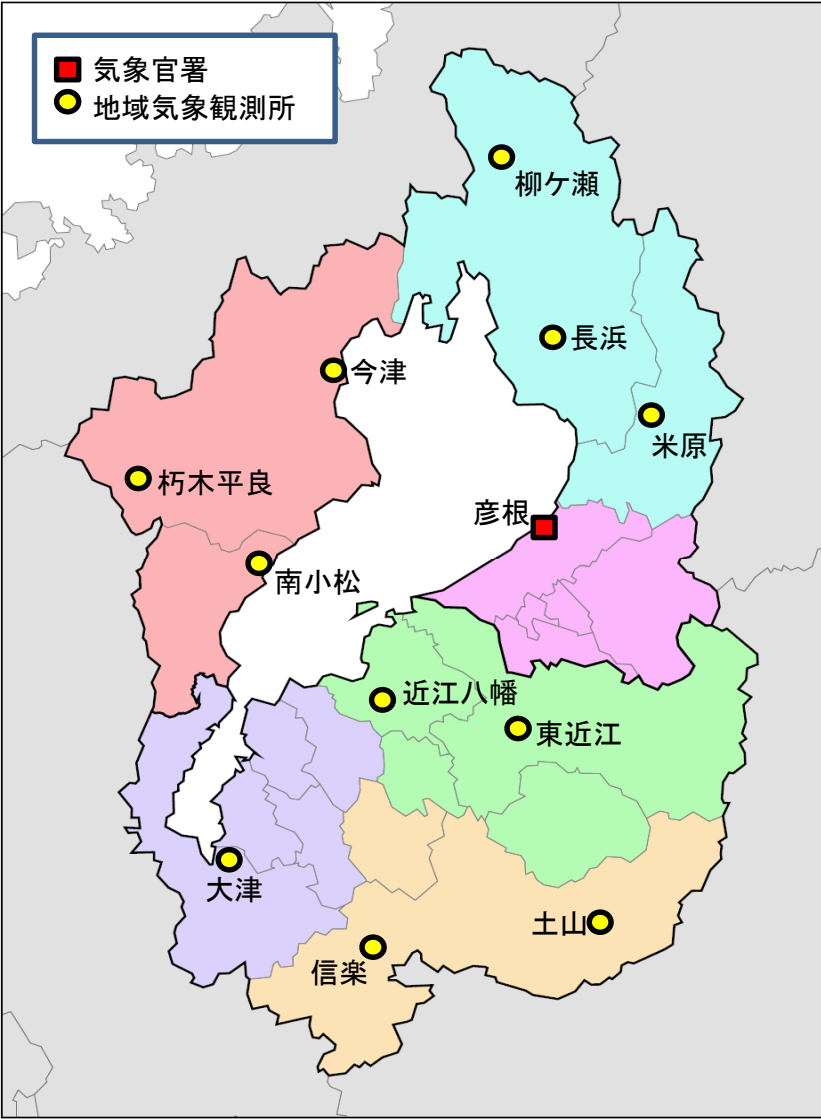 気象官署
地域気象観測所
柳ケ瀬
長浜
今津
米原
朽木平良
彦根
南小松
近江八幡
東近江
大津
土山
信楽